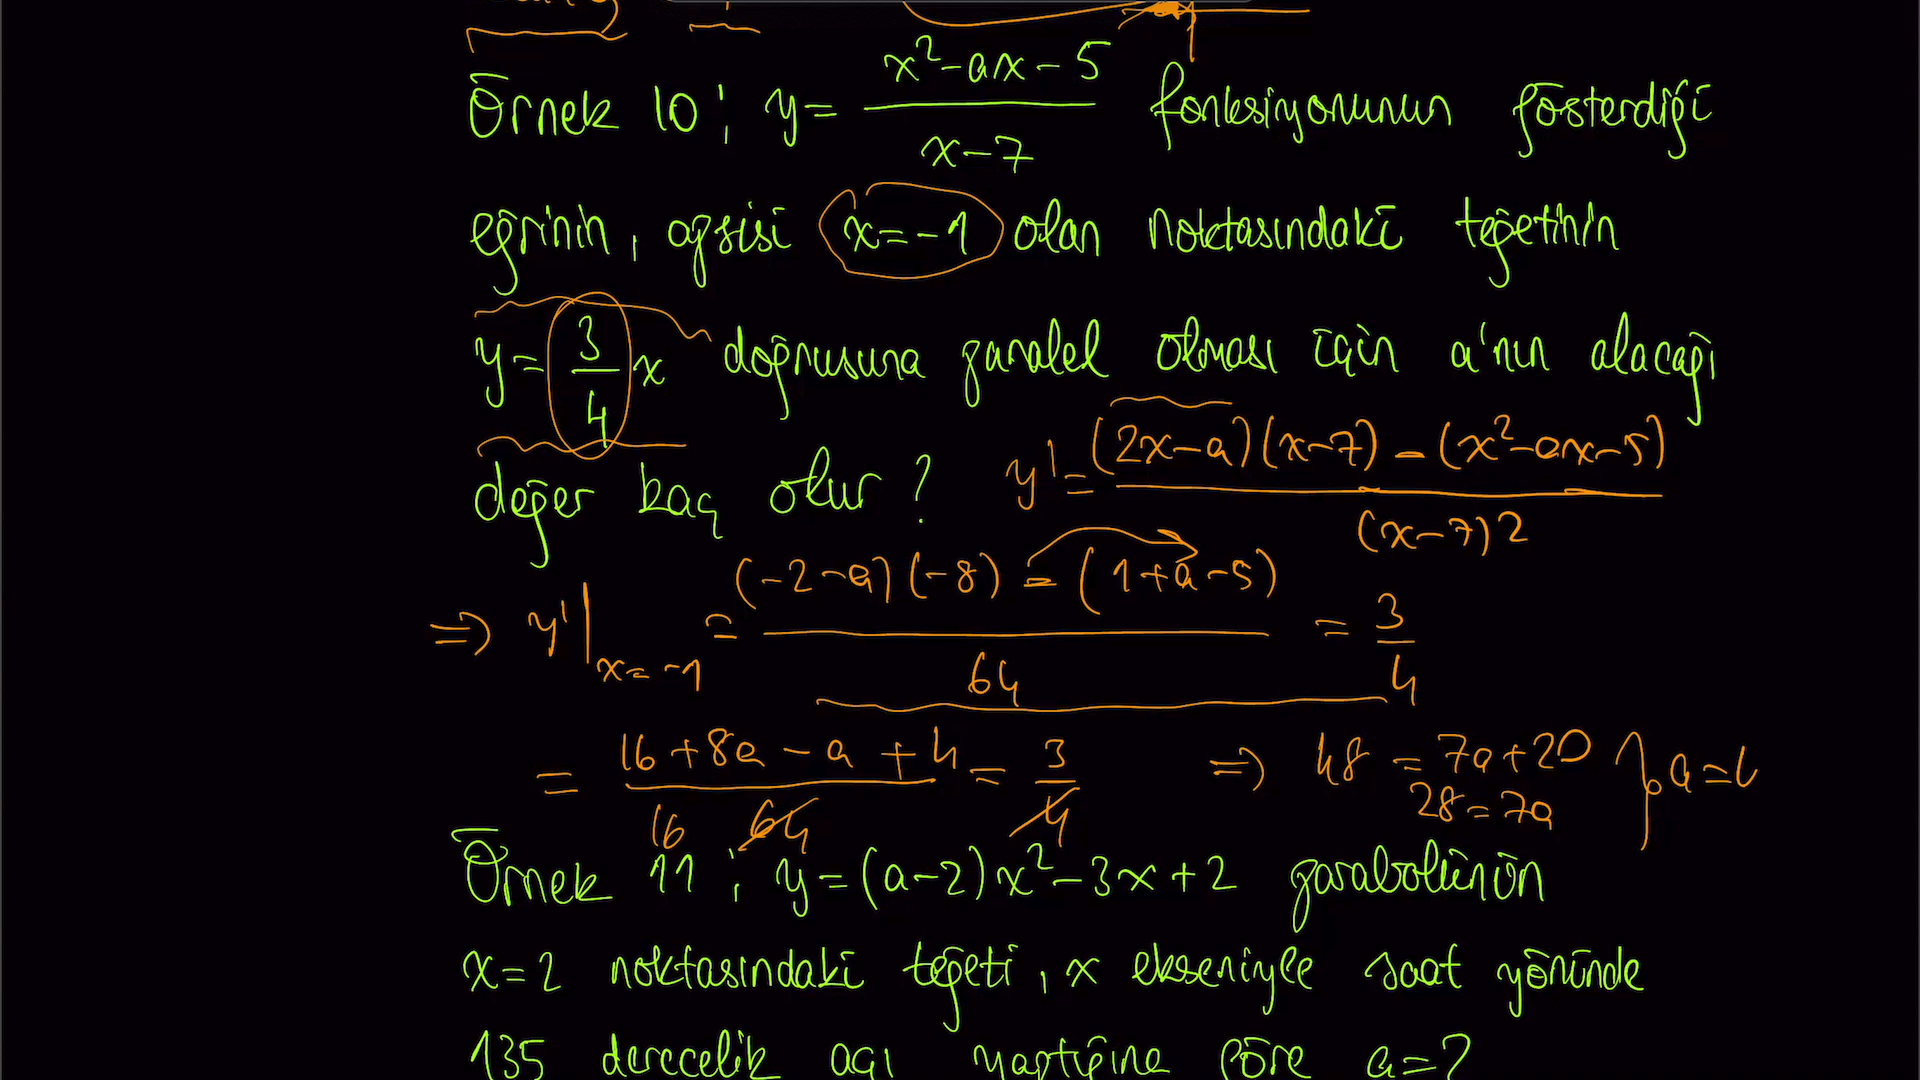 Örnek 10 : y = (x² - ax - 5)/(x - 7) fonksiyonunun gösterdiği
eğrinin, apsisi x = -1 olan noktasındaki teğetinin
y = 3/4 x doğrusuna paralel olması için a'nın alacağı
değer kaç olur ? y' = ((2x - a)(x - 7) - (x² - ax - 5))/(x - 7)2
=> y'|x = -1 = ((-2 - a)(-8) - (1 + a - 5))/64 = 3/4
= (16 + 8a - a + 4)/64 = 3/4 => 48 = 7a + 20 } a = 4
16 28 = 7a
Örnek 11 : y = (a - 2)x² - 3x + 2 parabolünün
x = 2 noktasındaki teğeti, x ekseniyle saat yönünde
135 derecelik açı yaptığına göre a = ?